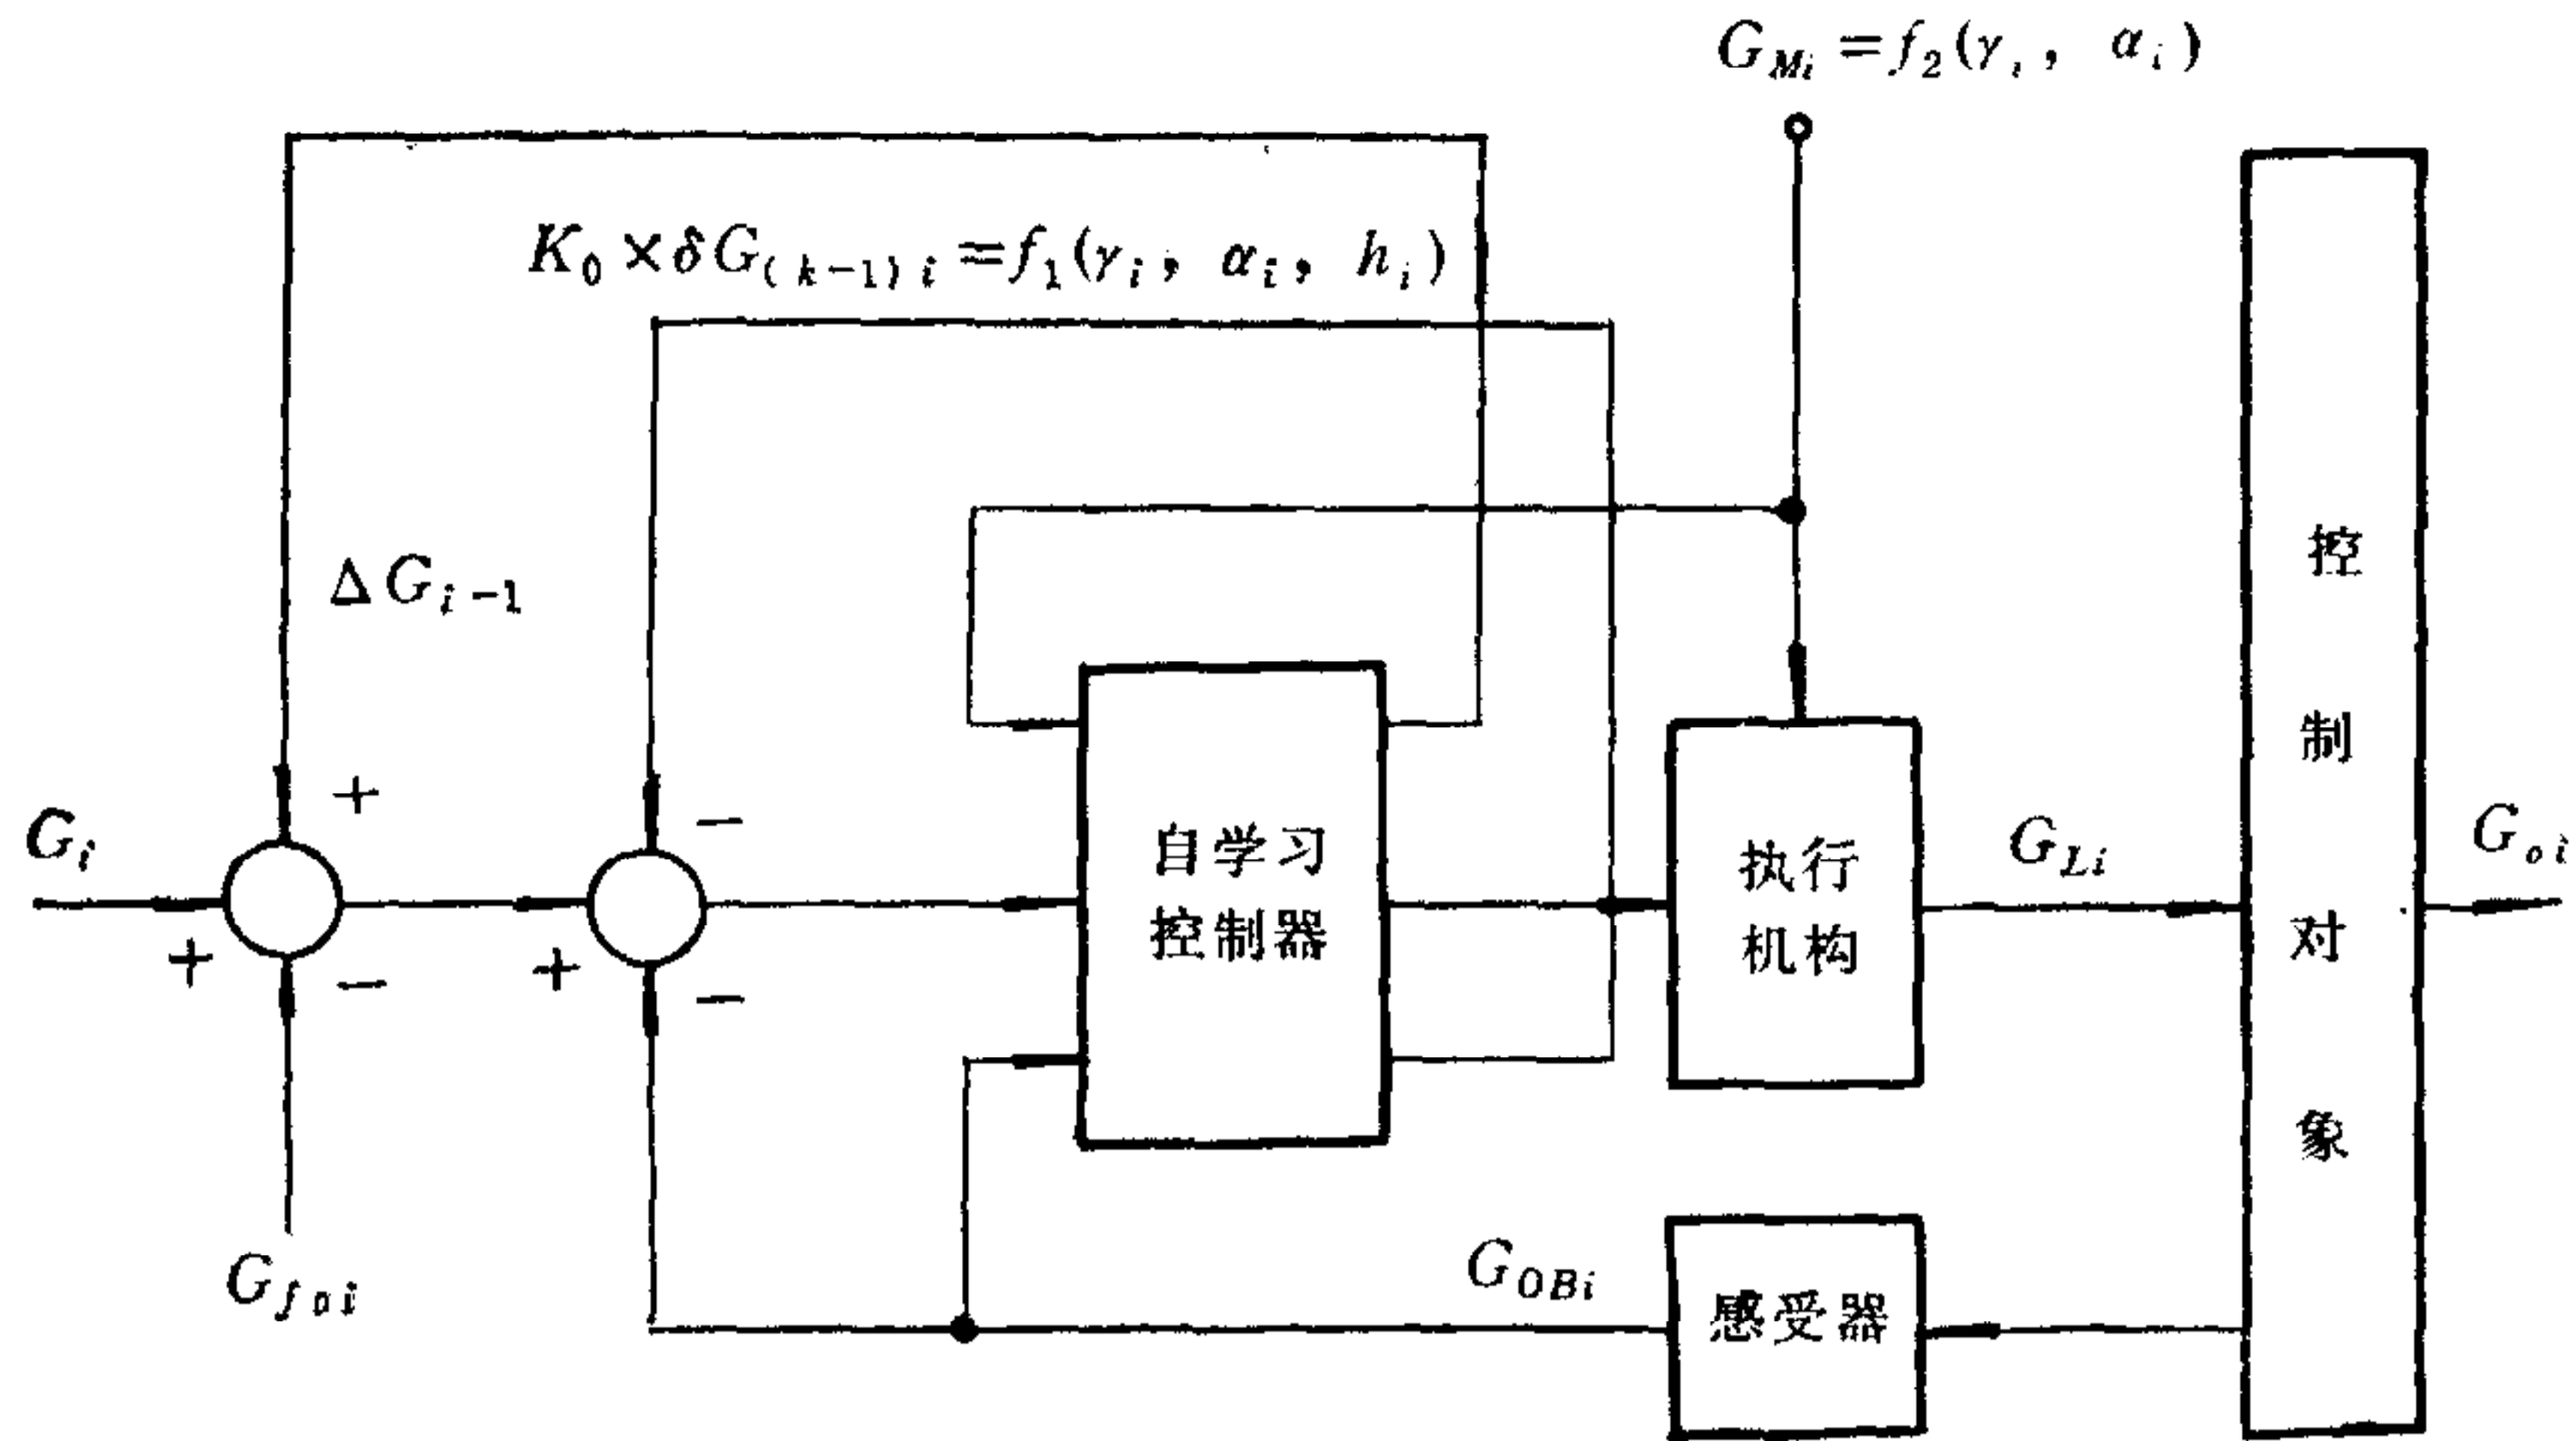 G_{Mi} = f_2(γ_i, α_i)
K_0 × δG_{(k-1)i} = f_1(γ_i, α_i, h_i)
ΔG_{i-1}
+
−
G_i
+
−
+
−
自学习
控制器
执行
机构
G_{Li}
控
制
对
象
G_{oi}
G_{foi}
G_{OBi}
感受器